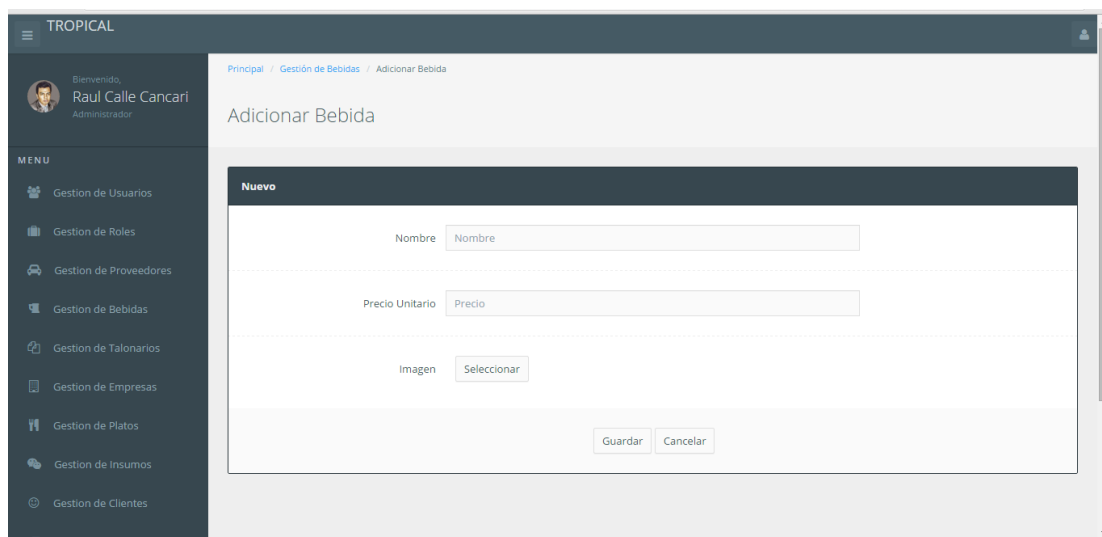 TROPICAL
Bienvenido,
Raul Calle Cancari
Administrador
MENU
Gestion de Usuarios
Gestion de Roles
Gestion de Proveedores
Gestion de Bebidas
Gestion de Talonarios
Gestion de Empresas
Gestion de Platos
Gestion de Insumos
Gestion de Clientes
Principal / Gestión de Bebidas / Adicionar Bebida
Adicionar Bebida
Nuevo
Nombre Nombre
Precio Unitario Precio
Imagen Seleccionar
Guardar Cancelar